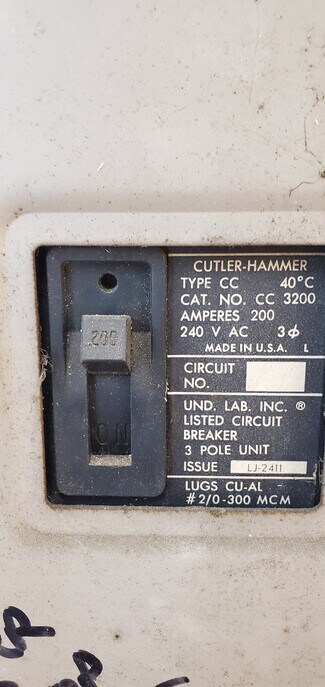 CUTLER-HAMMER
TYPE CC 40°C
CAT. NO. CC 3200
AMPERES 200
240 V AC 3φ
MADE IN U.S.A. L
CIRCUIT
NO.
UND. LAB. INC. ®
LISTED CIRCUIT
BREAKER
3 POLE UNIT
ISSUE LJ-2411
LUGS CU-AL
#2/0-300 MCM
200
ON